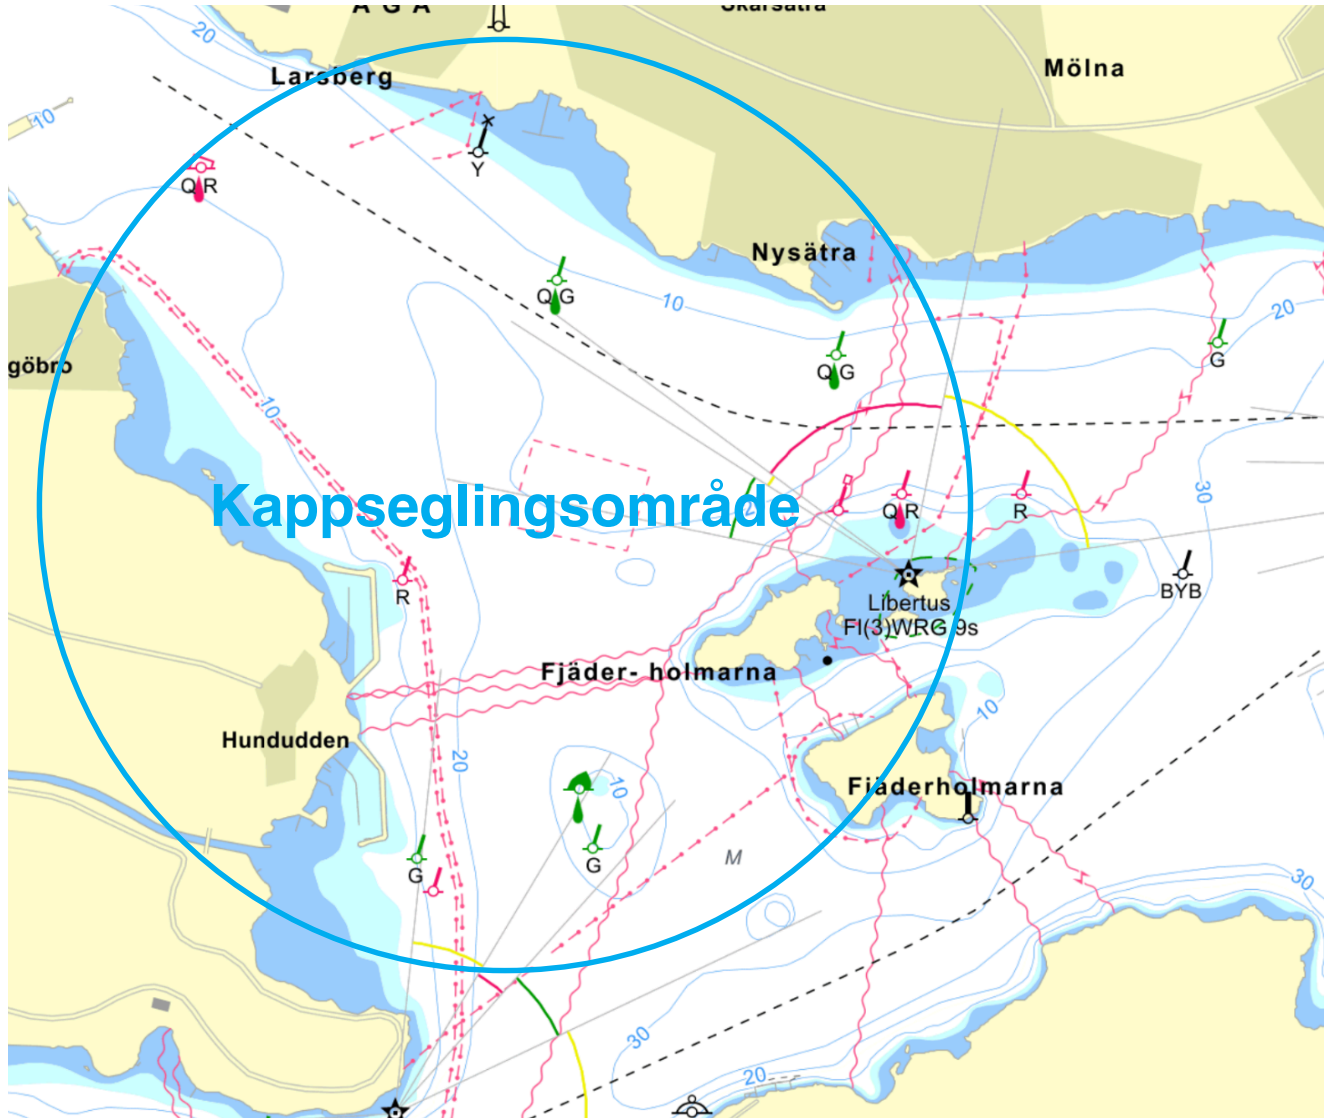 A G A
Skärsätra
20
Larsberg
Mölna
10
Y
Q R
Nysätra
Q G
10
20
Q G
G
göbro
10
Kappseglingsområde
30
Q R
R
R
BYB
Libertus
Fl(3)WRG 9s
Fjäder- holmarna
10
Hundudden
20
10
Fjäderholmarna
G
G
M
30
30
20